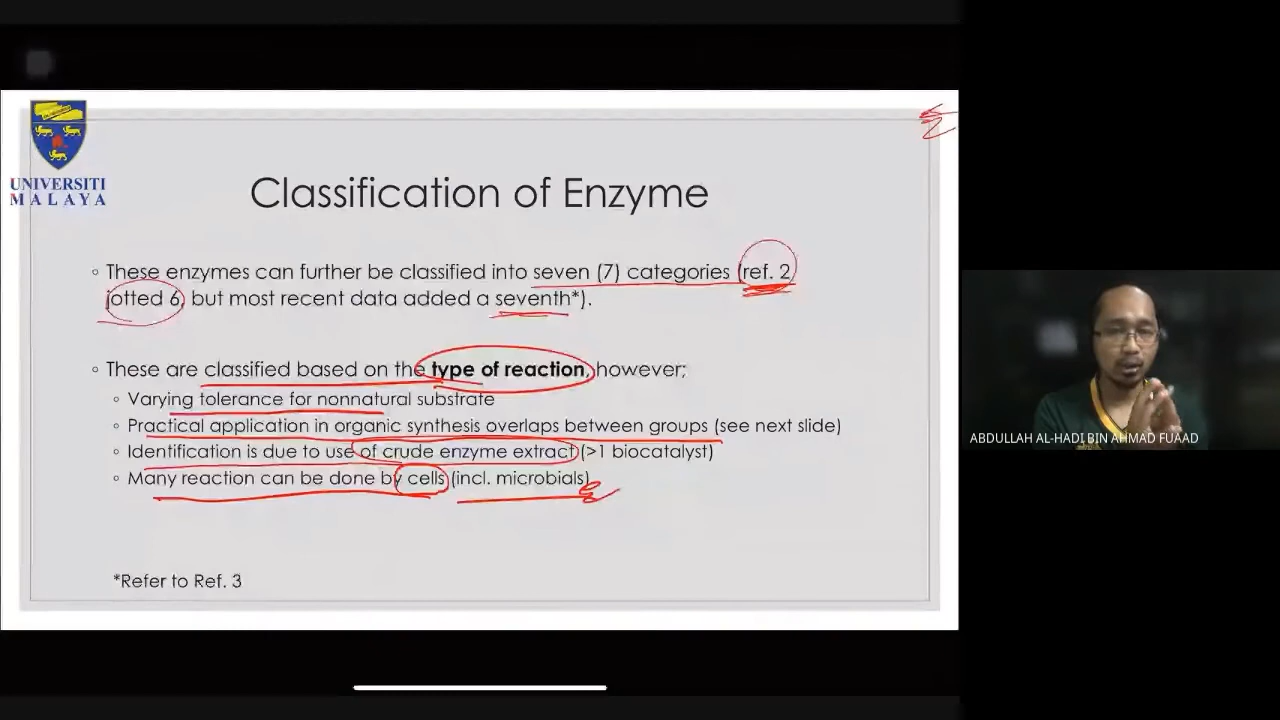 UNIVERSITI
MALAYA
Classification of Enzyme
◦ These enzymes can further be classified into seven (7) categories (ref. 2
jotted 6, but most recent data added a seventh*).
◦ These are classified based on the type of reaction, however;
◦ Varying tolerance for nonnatural substrate
◦ Practical application in organic synthesis overlaps between groups (see next slide)
◦ Identification is due to use of crude enzyme extract (>1 biocatalyst)
◦ Many reaction can be done by cells (incl. microbials)
*Refer to Ref. 3
ABDULLAH AL-HADI BIN AHMAD FUAAD